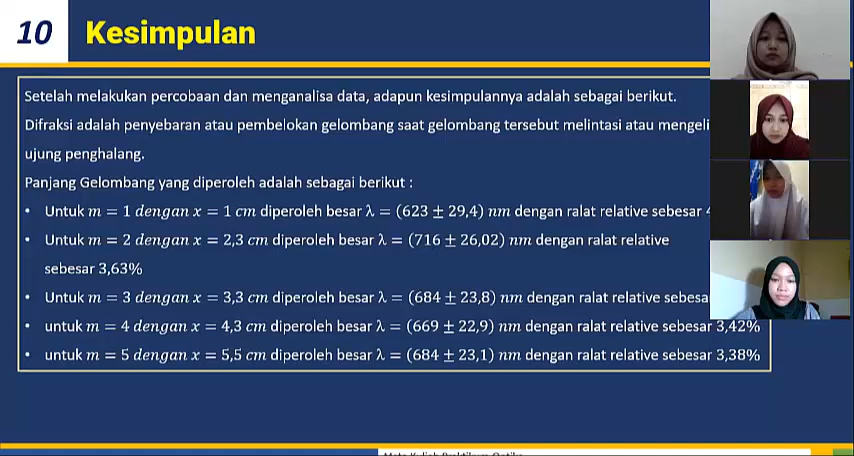 10 Kesimpulan
Setelah melakukan percobaan dan menganalisa data, adapun kesimpulannya adalah sebagai berikut.
Difraksi adalah penyebaran atau pembelokan gelombang saat gelombang tersebut melintasi atau
ujung penghalang.
Panjang Gelombang yang diperoleh adalah sebagai berikut :
• Untuk m = 1 dengan x = 1 cm diperoleh besar λ = (623 ± 29,4) nm dengan ralat relative sebesar
• Untuk m = 2 dengan x = 2,3 cm diperoleh besar λ = (716 ± 26,02) nm dengan ralat relative
sebesar 3,63%
• Untuk m = 3 dengan x = 3,3 cm diperoleh besar λ = (684 ± 23,8) nm dengan ralat relative
• untuk m = 4 dengan x = 4,3 cm diperoleh besar λ = (669 ± 22,9) nm dengan ralat relative sebesar 3,42%
• untuk m = 5 dengan x = 5,5 cm diperoleh besar λ = (684 ± 23,1) nm dengan ralat relative sebesar 3,38%